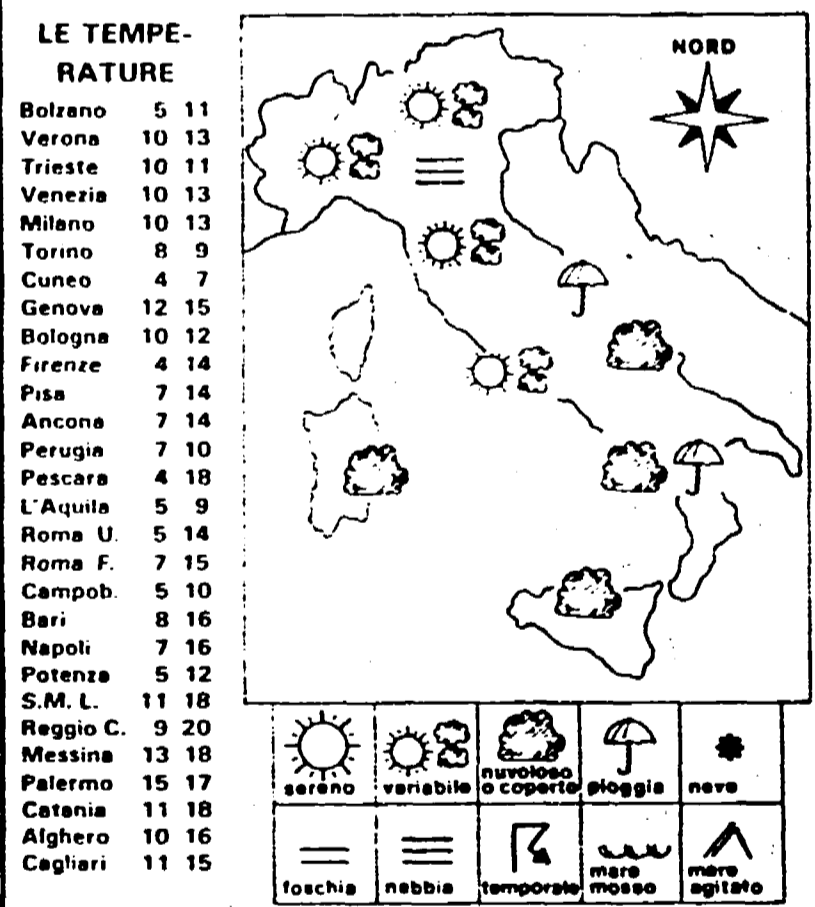 LE TEMPE-
RATURE
Bolzano 5 11
Verona 10 13
Trieste 10 11
Venezia 10 13
Milano 10 13
Torino 8 9
Cuneo 4 7
Genova 12 15
Bologna 10 12
Firenze 4 14
Pisa 7 14
Ancona 7 14
Perugia 7 10
Pescara 4 18
L'Aquila 5 9
Roma U. 5 14
Roma F. 7 15
Campob. 5 10
Bari 8 16
Napoli 7 16
Potenza 5 12
S.M.L. 11 18
Reggio C. 9 20
Messina 13 18
Palermo 15 17
Catania 11 18
Alghero 10 16
Cagliari 11 15
NORD
sereno
variabile
nuvoloso
o coperto
pioggia
neve
foschia
nebbia
temporale
mare
mosso
mare
agitato